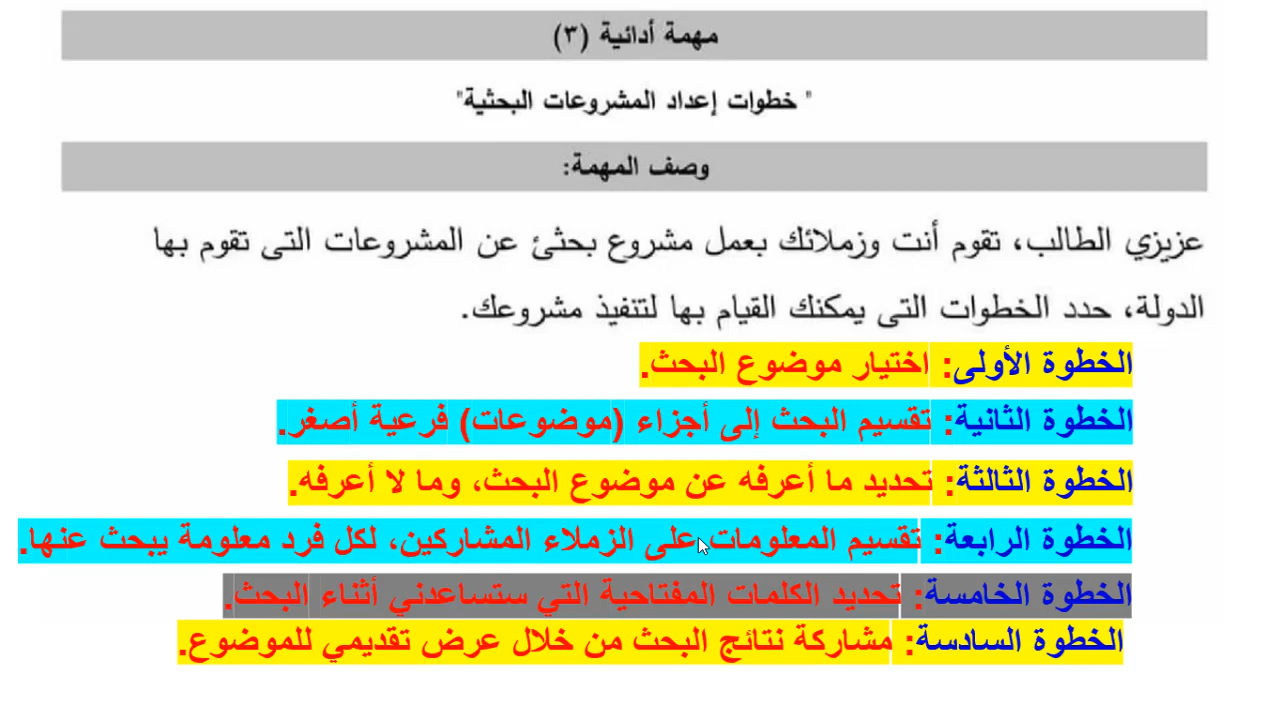 مهمة أدائية (٣)
" خطوات إعداد المشروعات البحثية"
وصف المهمة:
عزيزي الطالب، تقوم أنت وزملائك بعمل مشروع بحثئ عن المشروعات التى تقوم بها
الدولة، حدد الخطوات التى يمكنك القيام بها لتنفيذ مشروعك.
الخطوة الأولى: اختيار موضوع البحث.
الخطوة الثانية: تقسيم البحث إلى أجزاء (موضوعات) فرعية أصغر.
الخطوة الثالثة: تحديد ما أعرفه عن موضوع البحث، وما لا أعرفه.
الخطوة الرابعة: تقسيم المعلومات على الزملاء المشاركين، لكل فرد معلومة يبحث عنها.
الخطوة الخامسة: تحديد الكلمات المفتاحية التي ستساعدني أثناء البحث.
الخطوة السادسة: مشاركة نتائج البحث من خلال عرض تقديمي للموضوع.